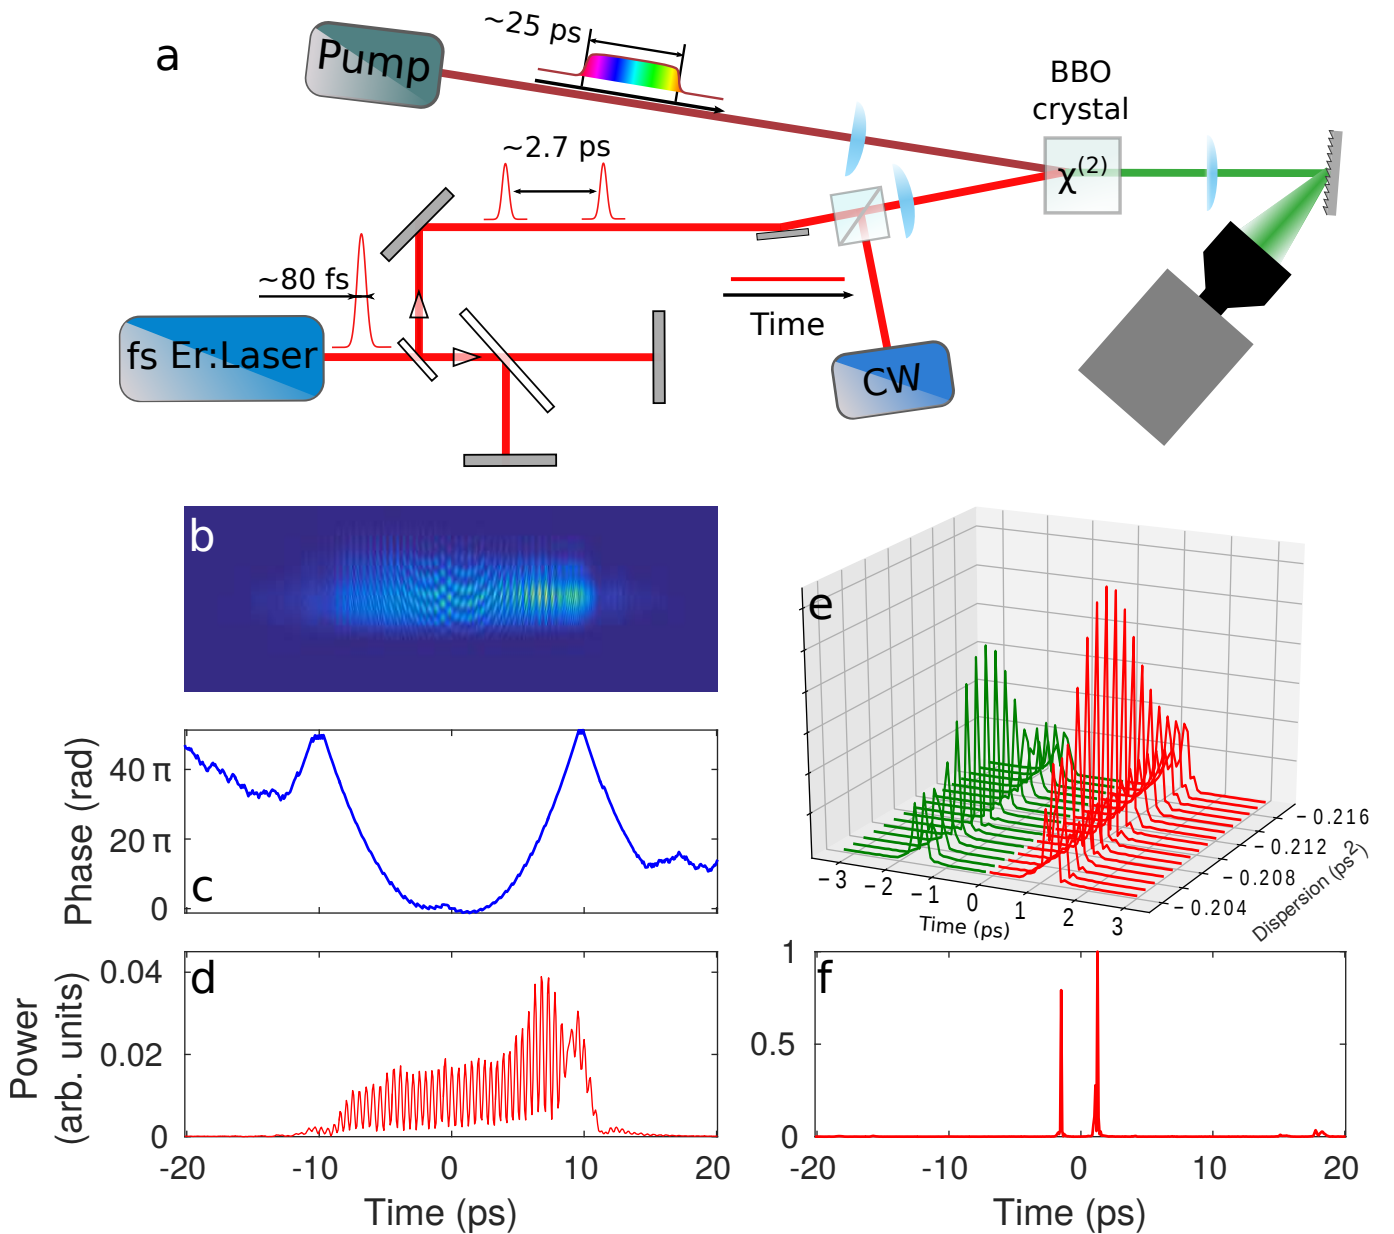 a
Pump
~25 ps
BBO
crystal
χ(2)
~2.7 ps
~80 fs
fs Er:Laser
Time
CW
b
e
-3
-2
-1
0
1
2
3
Time (ps)
-0.204
-0.208
-0.212
-0.216
Dispersion (ps2)
Phase (rad)
40 π
20 π
0
c
Power
(arb. units)
0.04
0.02
0
d
-20
-10
0
10
20
Time (ps)
1
0.5
0
f
-20
-10
0
10
20
Time (ps)